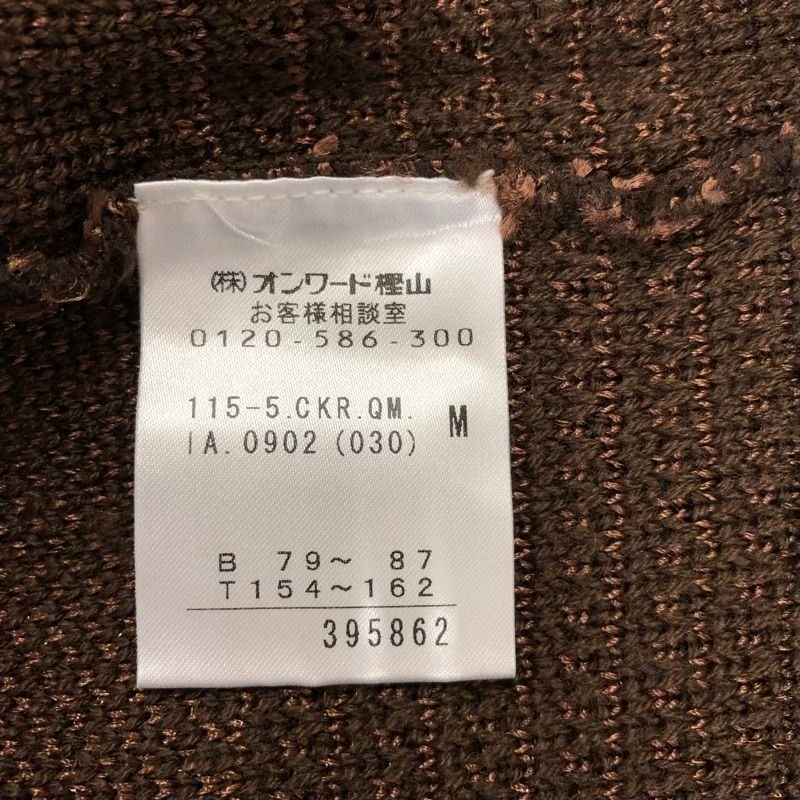 (株)オンワード樫山
お客様相談室
0120-586-300
115-5.CKR.QM.
IA.0902 (030)
M
B 79～ 87
T154～162
395862